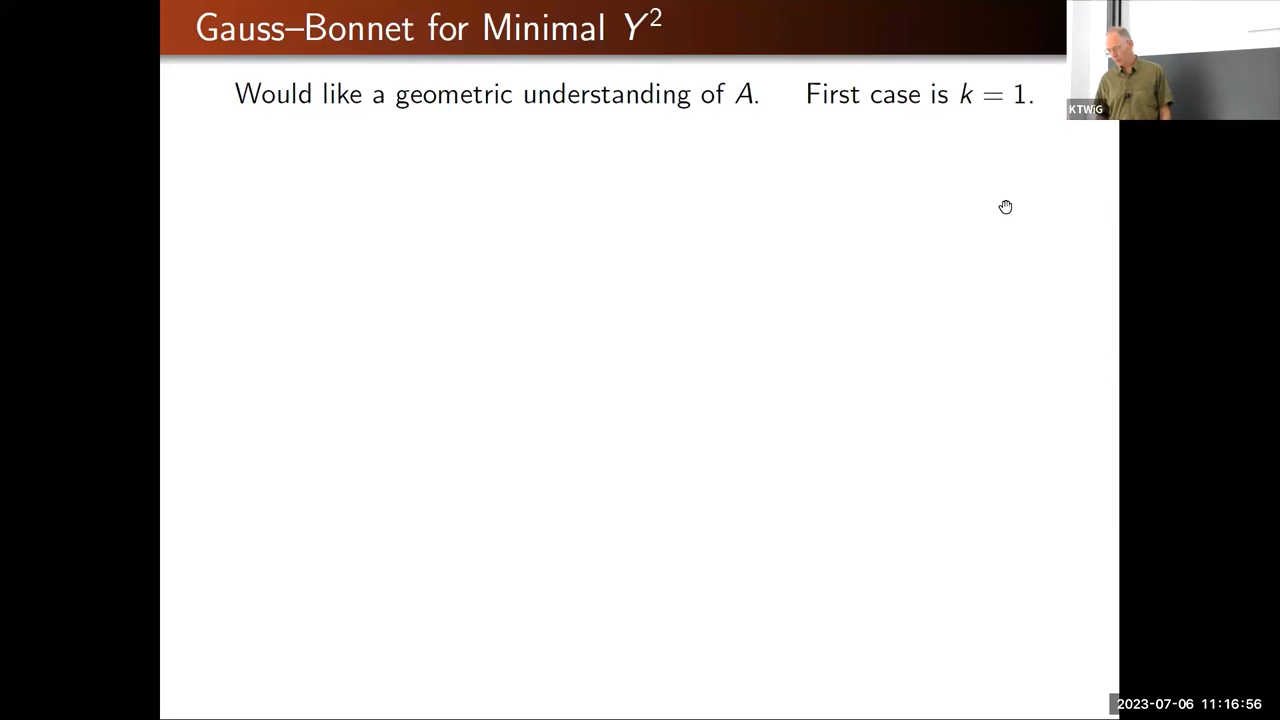 Gauss–Bonnet for Minimal Y²
Would like a geometric understanding of A. First case is k = 1.
KTWiG
2023-07-06 11:16:56